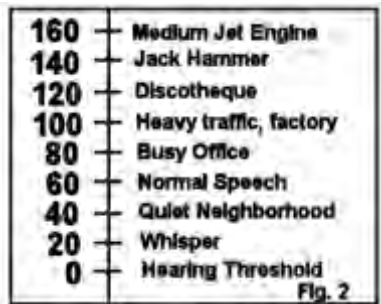 160 Medium Jet Engine
140 Jack Hammer
120 Discotheque
100 Heavy traffic, factory
80 Busy Office
60 Normal Speech
40 Quiet Neighborhood
20 Whisper
0 Hearing Threshold
Fig. 2